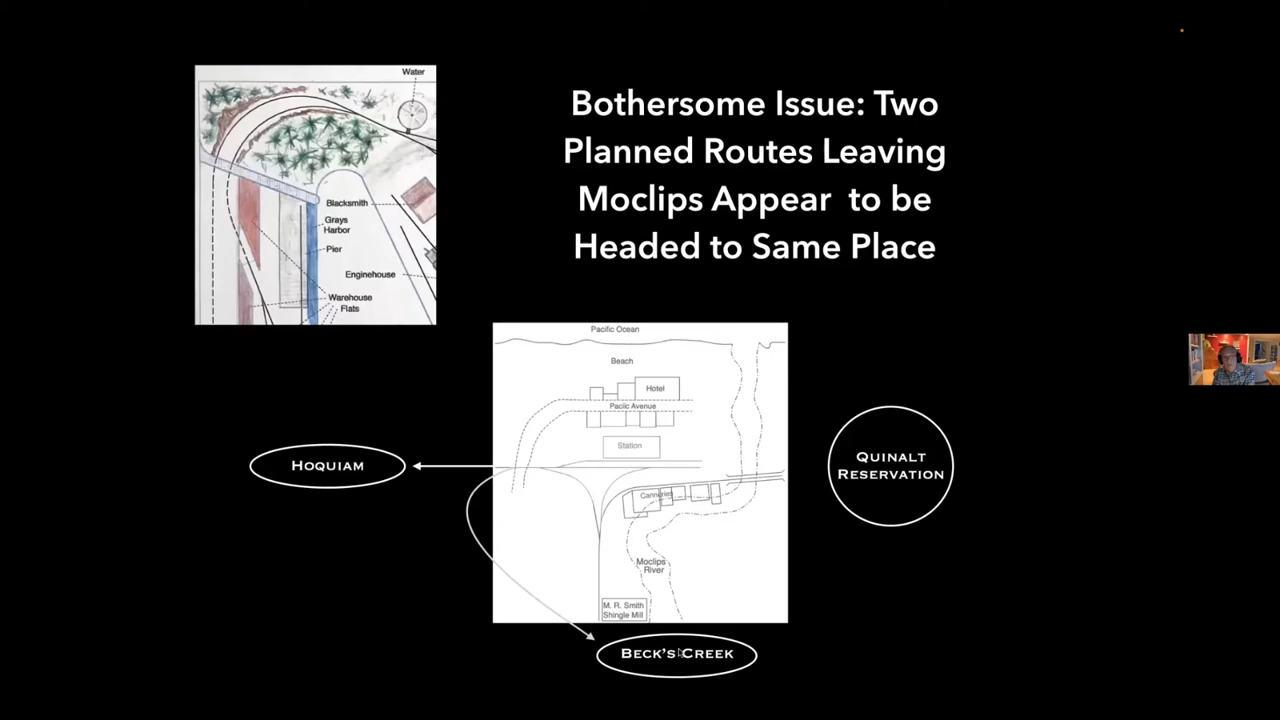 Bothersome Issue: Two
Planned Routes Leaving
Moclips Appear to be
Headed to Same Place
Water
Blacksmith
Grays
Harbor
Pier
Enginehouse
Warehouse
Flats
Pacific Ocean
Beach
Hotel
Paciic Avenue
Station
Canneries
Moclips
River
M. R. Smith
Shingle Mill
Hoquiam
Quinalt
Reservation
Beck's Creek